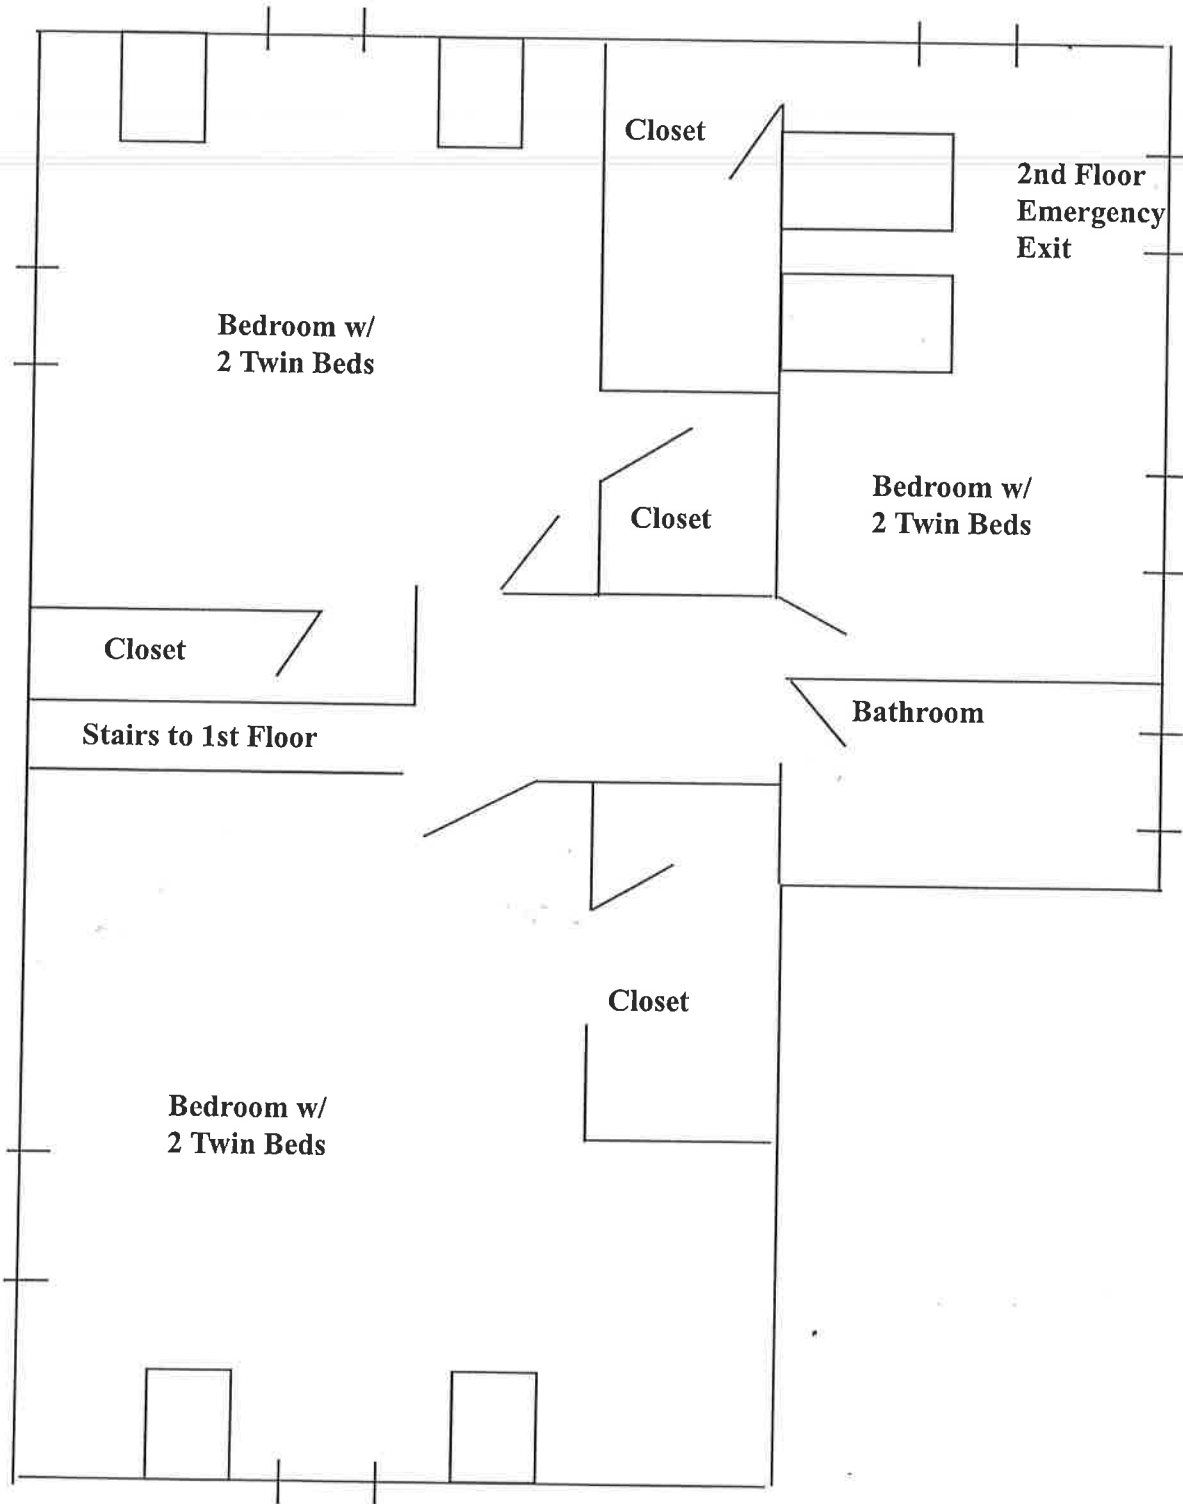 Closet
2nd Floor
Emergency
Exit
Bedroom w/
2 Twin Beds
Bedroom w/
2 Twin Beds
Closet
Closet
Stairs to 1st Floor
Bathroom
Closet
Bedroom w/
2 Twin Beds